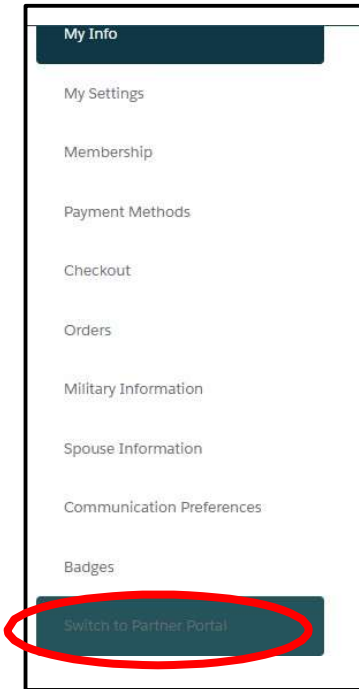 My Info
My Settings
Membership
Payment Methods
Checkout
Orders
Military Information
Spouse Information
Communication Preferences
Badges
Switch to Partner Portal